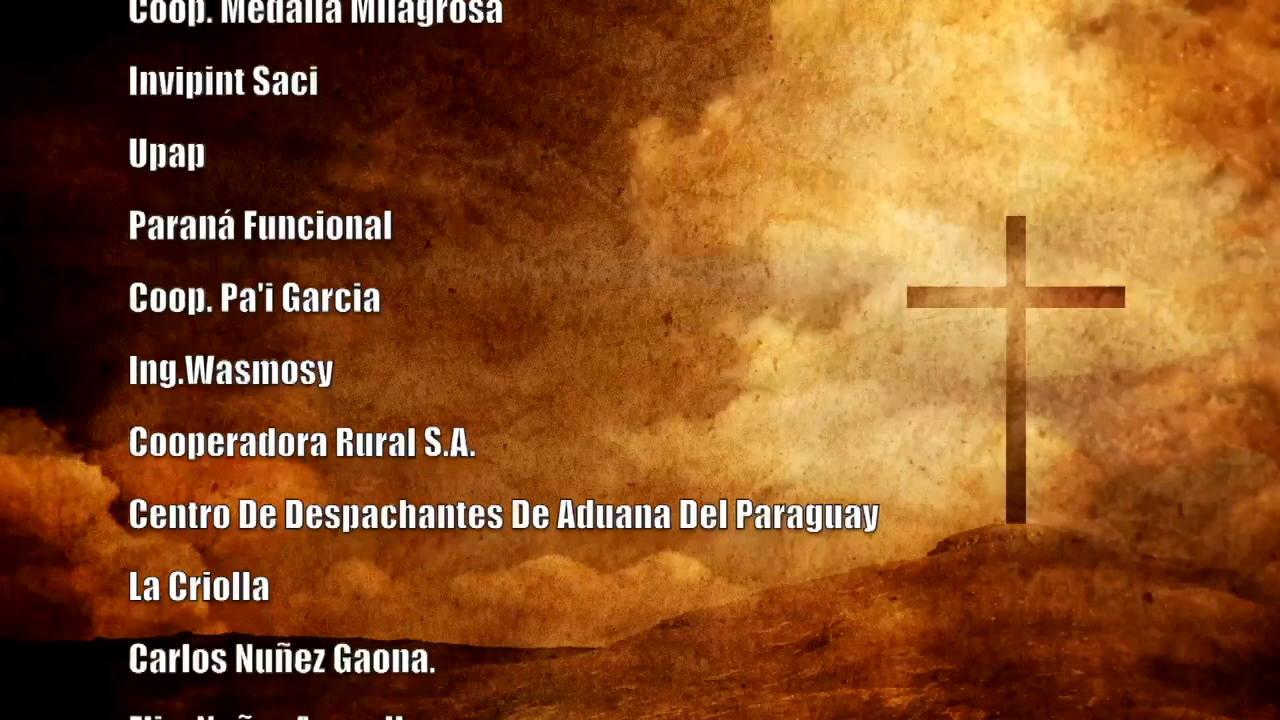 Coop. Medalla Milagrosa
Invipint Saci
Upap
Paraná Funcional
Coop. Pa'i Garcia
Ing.Wasmosy
Cooperadora Rural S.A.
Centro De Despachantes De Aduana Del Paraguay
La Criolla
Carlos Nuñez Gaona.